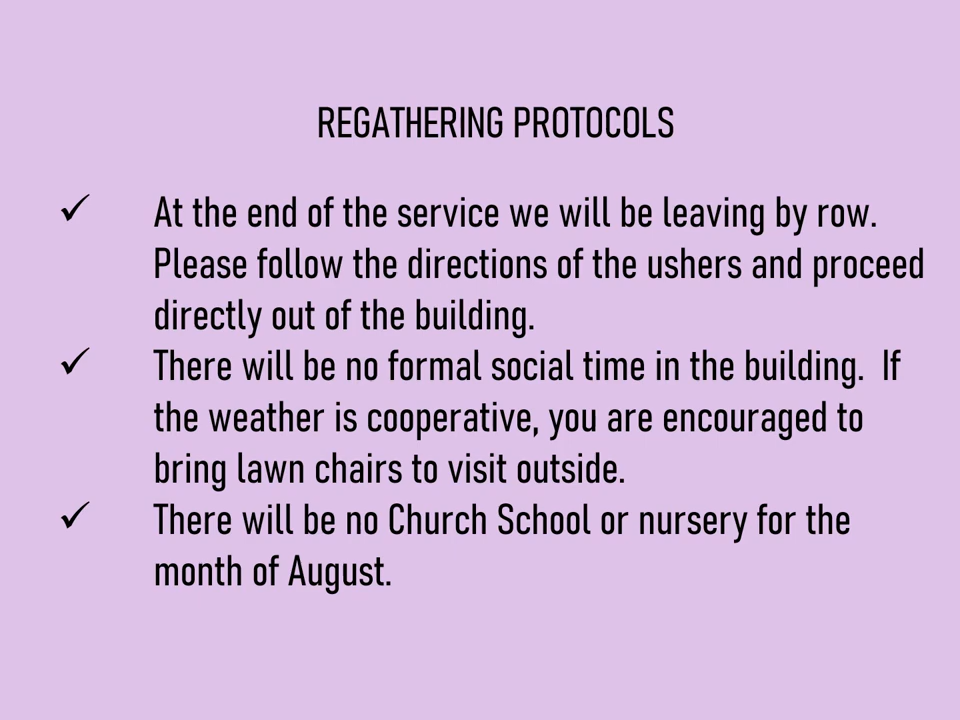 REGATHERING PROTOCOLS
✓ At the end of the service we will be leaving by row.
Please follow the directions of the ushers and proceed
directly out of the building.
✓ There will be no formal social time in the building.  If
the weather is cooperative, you are encouraged to
bring lawn chairs to visit outside.
✓ There will be no Church School or nursery for the
month of August.